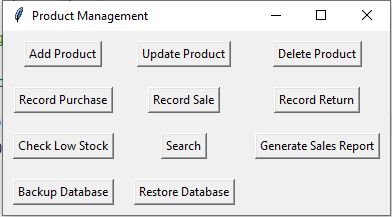 Product Management
Add Product Update Product Delete Product
Record Purchase Record Sale Record Return
Check Low Stock Search Generate Sales Report
Backup Database Restore Database